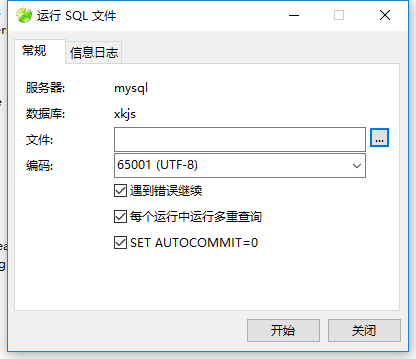 运行 SQL 文件
常规
信息日志
服务器: mysql
数据库: xkjs
文件: ...
编码: 65001 (UTF-8)
遇到错误继续
每个运行中运行多重查询
SET AUTOCOMMIT=0
开始
关闭